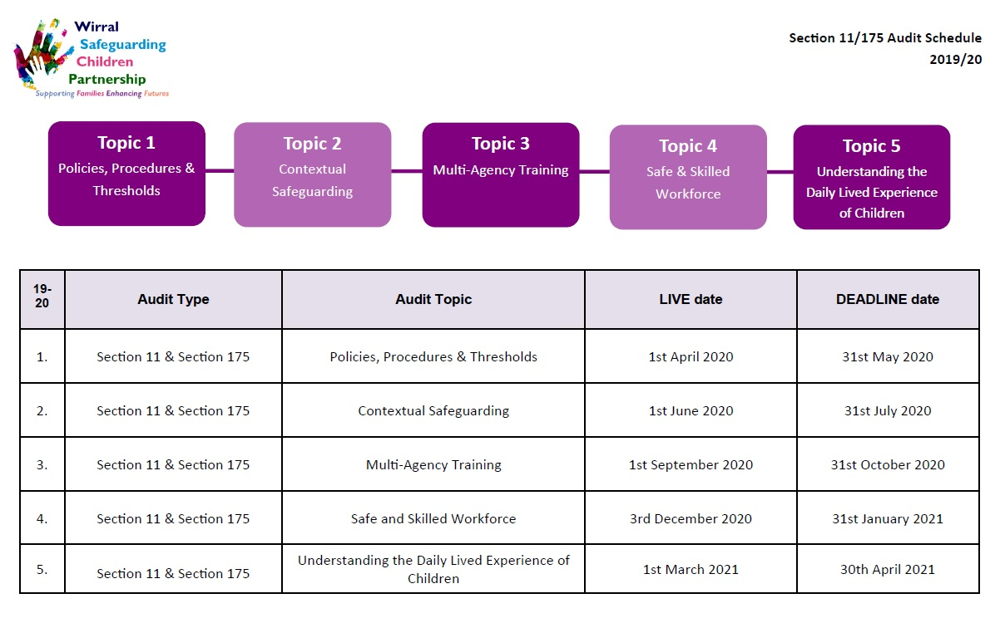 Wirral
Safeguarding
Children
Partnership
Supporting Families Enhancing Futures
Section 11/175 Audit Schedule
2019/20
Topic 1
Policies, Procedures &
Thresholds
Topic 2
Contextual
Safeguarding
Topic 3
Multi-Agency Training
Topic 4
Safe & Skilled
Workforce
Topic 5
Understanding the
Daily Lived Experience
of Children
19-
20
Audit Type
Audit Topic
LIVE date
DEADLINE date
1.
Section 11 & Section 175
Policies, Procedures & Thresholds
1st April 2020
31st May 2020
2.
Section 11 & Section 175
Contextual Safeguarding
1st June 2020
31st July 2020
3.
Section 11 & Section 175
Multi-Agency Training
1st September 2020
31st October 2020
4.
Section 11 & Section 175
Safe and Skilled Workforce
3rd December 2020
31st January 2021
5.
Section 11 & Section 175
Understanding the Daily Lived Experience of
Children
1st March 2021
30th April 2021